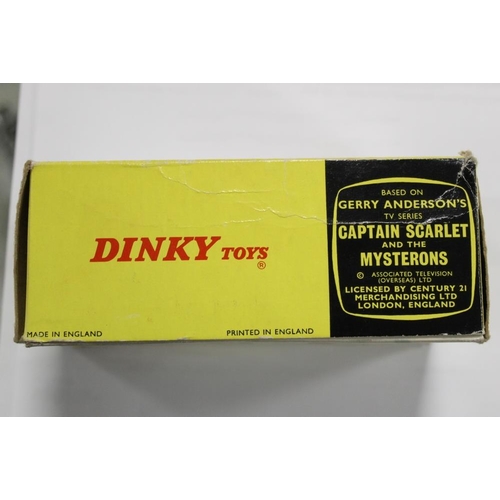 DINKY TOYS
®
MADE IN ENGLAND
PRINTED IN ENGLAND
BASED ON
GERRY ANDERSON'S
TV SERIES
CAPTAIN SCARLET
AND THE
MYSTERONS
© ASSOCIATED TELEVISION
(OVERSEAS) LTD
LICENSED BY CENTURY 21
MERCHANDISING LTD
LONDON, ENGLAND